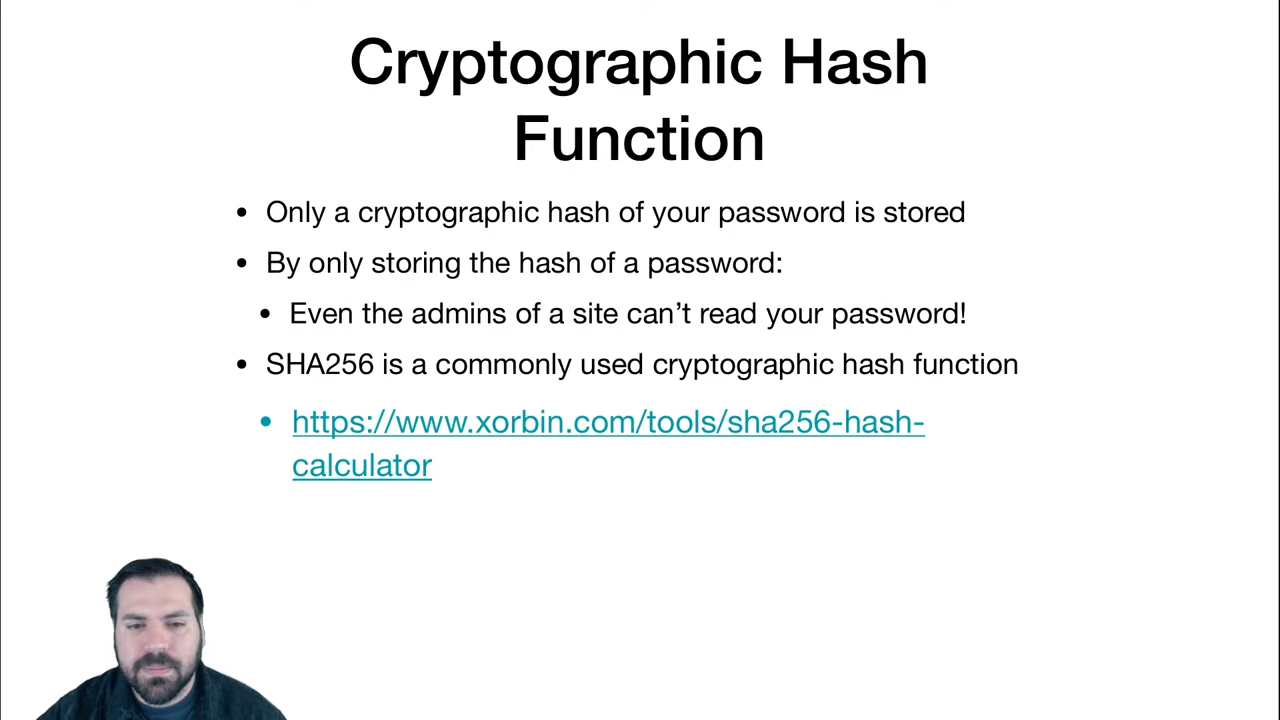 Cryptographic Hash
Function
• Only a cryptographic hash of your password is stored
• By only storing the hash of a password:
• Even the admins of a site can’t read your password!
• SHA256 is a commonly used cryptographic hash function
• https://www.xorbin.com/tools/sha256-hash-
calculator